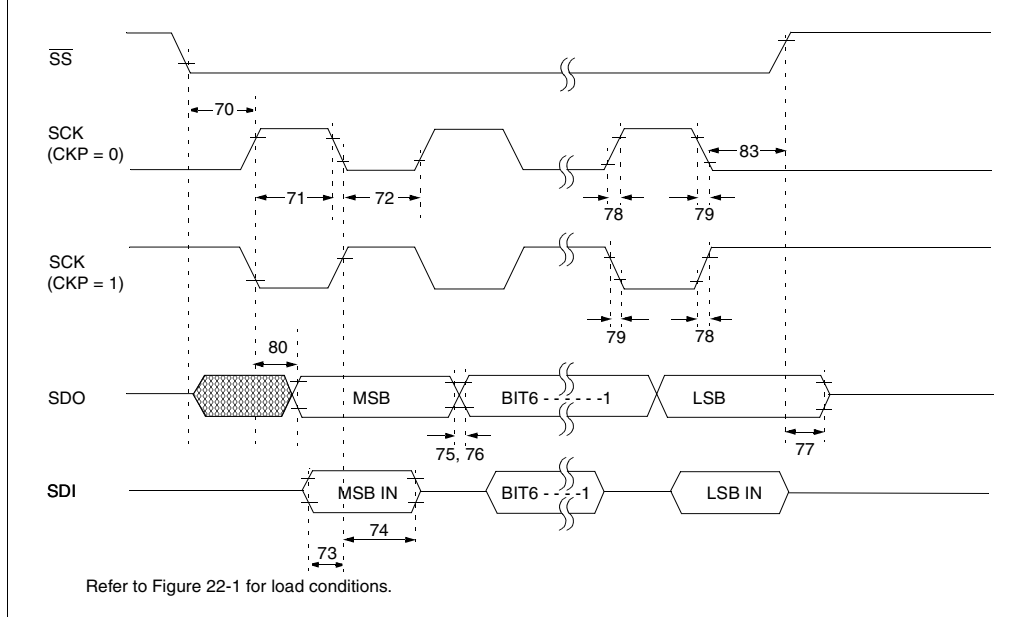 SS
70
SCK
(CKP = 0)
83
71
72
78
79
SCK
(CKP = 1)
79
78
80
SDO
MSB
BIT6 - - - - - -1
LSB
75, 76
77
SDI
MSB IN
BIT6 - - - -1
LSB IN
74
73
Refer to Figure 22-1 for load conditions.